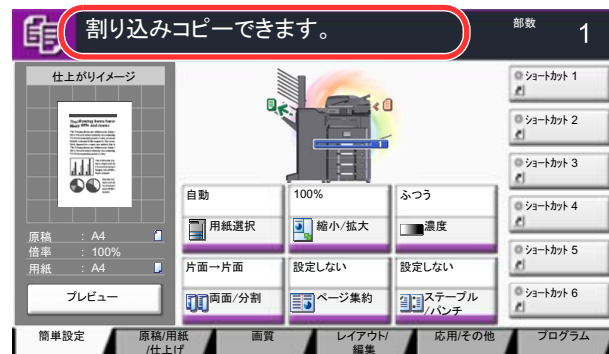 割り込みコピーできます。
部数
1
仕上がりイメージ
原稿 : A4
倍率 : 100%
用紙 : A4
プレビュー
自動
用紙選択
100%
縮小/拡大
ふつう
濃度
片面→片面
両面/分割
設定しない
ページ集約
設定しない
ステープル
/パンチ
ショートカット 1
ショートカット 2
ショートカット 3
ショートカット 4
ショートカット 5
ショートカット 6
簡単設定
原稿/用紙
/仕上げ
画質
レイアウト/
編集
応用/その他
プログラム